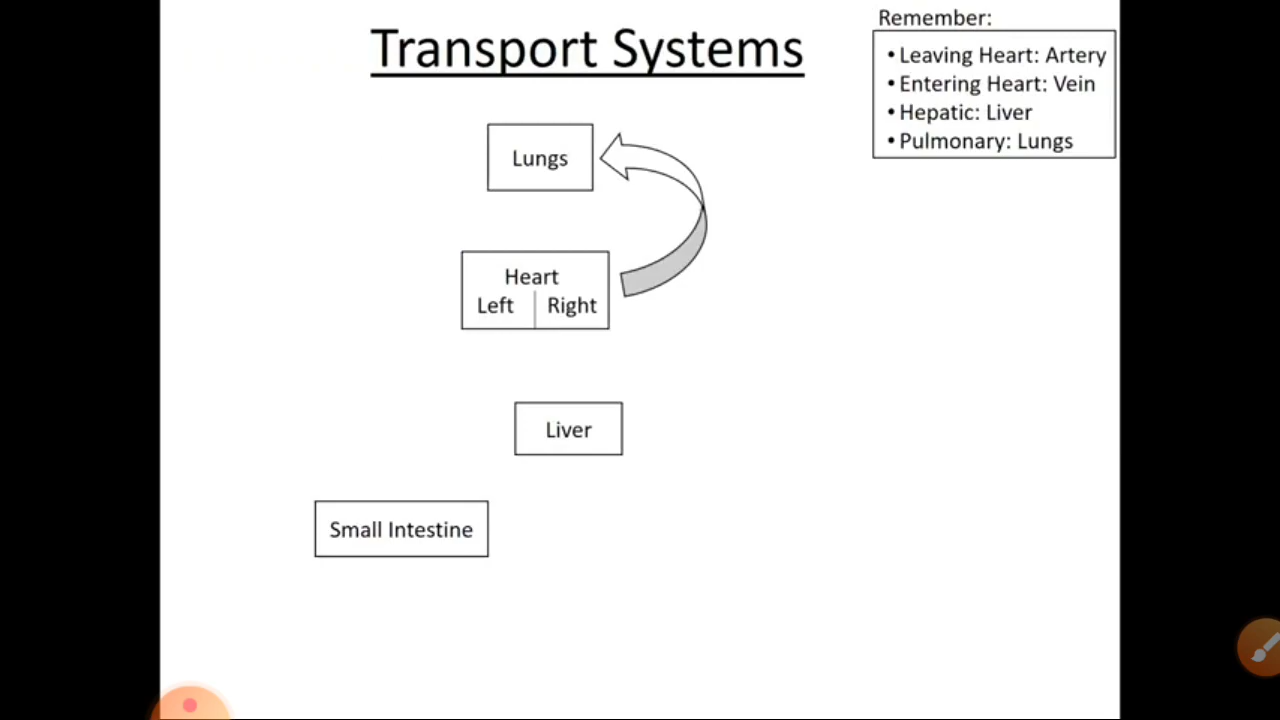 Transport Systems
Remember:
• Leaving Heart: Artery
• Entering Heart: Vein
• Hepatic: Liver
• Pulmonary: Lungs
Lungs
Heart
Left Right
Liver
Small Intestine